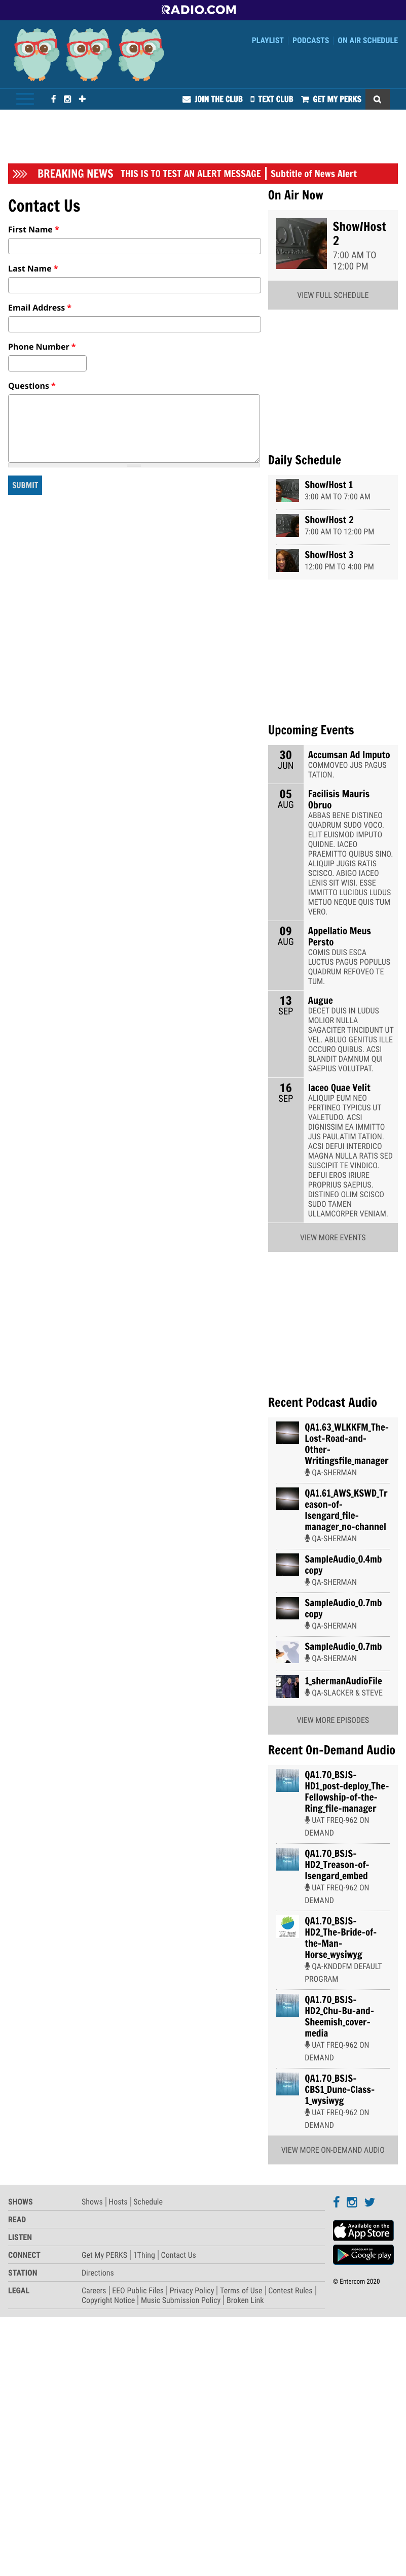 RADIO.COM
PLAYLIST
PODCASTS
ON AIR SCHEDULE
JOIN THE CLUB
TEXT CLUB
GET MY PERKS
BREAKING NEWS
THIS IS TO TEST AN ALERT MESSAGE | Subtitle of News Alert
Contact Us
First Name *
Last Name *
Email Address *
Phone Number *
Questions *
SUBMIT
On Air Now
Show/Host
2
7:00 AM TO
12:00 PM
VIEW FULL SCHEDULE
Daily Schedule
Show/Host 1
3:00 AM TO 7:00 AM
Show/Host 2
7:00 AM TO 12:00 PM
Show/Host 3
12:00 PM TO 4:00 PM
Upcoming Events
30
JUN
Accumsan Ad Imputo
COMMOVEO JUS PAGUS
TATION.
05
AUG
Facilisis Mauris
Obruo
ABBAS BENE DISTINEO
QUADRUM SUDO VOCO.
ELIT EUISMOD IMPUTO
QUIDNE. IACEO
PRAEMITTO QUIBUS SINO.
ALIQUIP JUGIS RATIS
SCISCO. ABIGO IACEO
LENIS SIT WISI. ESSE
IMMITTO LUCIDUS LUDUS
METUO NEQUE QUIS TUM
VERO.
09
AUG
Appellatio Meus
Persto
COMIS DUIS ESCA
LUCTUS PAGUS POPULUS
QUADRUM REFOVEO TE
TUM.
13
SEP
Augue
DECET DUIS IN LUDUS
MOLIOR NULLA
SAGACITER TINCIDUNT UT
VEL. ABLUO GENITUS ILLE
OCCURO QUIBUS. ACSI
BLANDIT DAMNUM QUI
SAEPIUS VOLUTPAT.
16
SEP
Iaceo Quae Velit
ALIQUIP EUM NEO
PERTINEO TYPICUS UT
VALETUDO. ACSI
DIGNISSIM EA IMMITTO
JUS PAULATIM TATION.
ACSI DEFUI INTERDICO
MAGNA NULLA RATIS SED
SUSCIPIT TE VINDICO.
DEFUI EROS IRIURE
PROPRIUS SAEPIUS.
DISTINEO OLIM SCISCO
SUDO TAMEN
ULLAMCORPER VENIAM.
VIEW MORE EVENTS
Recent Podcast Audio
QA1.63_WLKKFM_The-
Lost-Road-and-
Other-
Writingsfile_manager
QA-SHERMAN
QA1.61_AWS_KSWD_Tr
eason-of-
Isengard_file-
manager_no-channel
QA-SHERMAN
SampleAudio_0.4mb
copy
QA-SHERMAN
SampleAudio_0.7mb
copy
QA-SHERMAN
SampleAudio_0.7mb
QA-SHERMAN
1_shermanAudioFile
QA-SLACKER & STEVE
VIEW MORE EPISODES
Recent On-Demand Audio
QA1.70_BSJS-
HD1_post-deploy_The-
Fellowship-of-the-
Ring_file-manager
UAT FREQ-962 ON
DEMAND
QA1.70_BSJS-
HD2_Treason-of-
Isengard_embed
UAT FREQ-962 ON
DEMAND
QA1.70_BSJS-
HD2_The-Bride-of-
the-Man-
Horse_wysiwyg
QA-KNDDFM DEFAULT
PROGRAM
QA1.70_BSJS-
HD2_Chu-Bu-and-
Sheemish_cover-
media
UAT FREQ-962 ON
DEMAND
QA1.70_BSJS-
CBS1_Dune-Class-
1_wysiwyg
UAT FREQ-962 ON
DEMAND
VIEW MORE ON-DEMAND AUDIO
SHOWS
Shows | Hosts | Schedule
READ
LISTEN
CONNECT
Get My PERKS | 1Thing | Contact Us
STATION
Directions
LEGAL
Careers | EEO Public Files | Privacy Policy | Terms of Use | Contest Rules |
Copyright Notice | Music Submission Policy | Broken Link
Available on the
App Store
Google play
© Entercom 2020